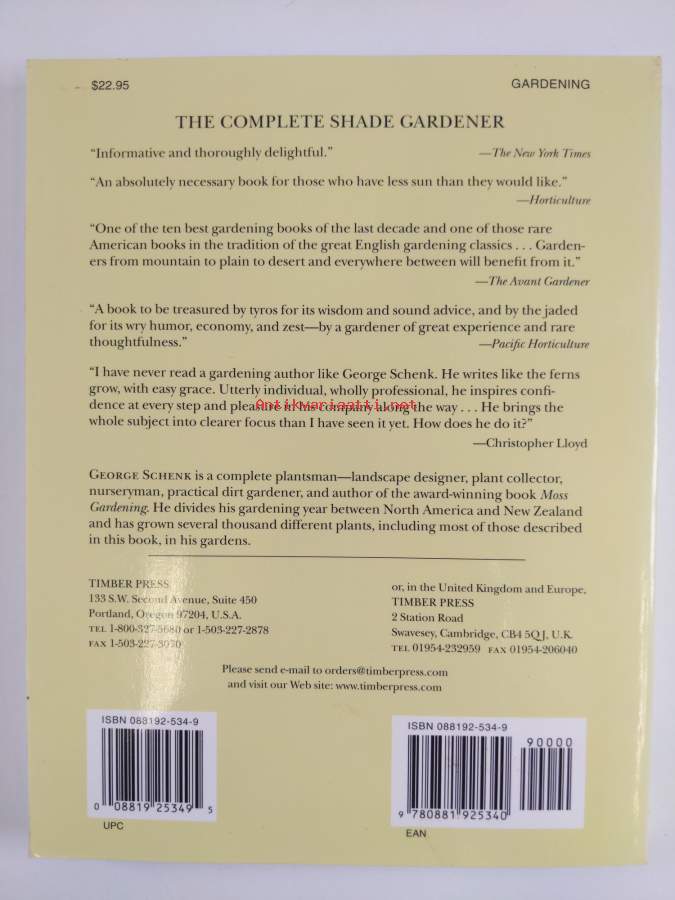 $22.95 GARDENING
THE COMPLETE SHADE GARDENER
“Informative and thoroughly delightful.” —The New York Times
“An absolutely necessary book for those who have less sun than they would like.”
—Horticulture
“One of the ten best gardening books of the last decade and one of those rare
American books in the tradition of the great English gardening classics . . . Garden-
ers from mountain to plain to desert and everywhere between will benefit from it.”
—The Avant Gardener
“A book to be treasured by tyros for its wisdom and sound advice, and by the jaded
for its wry humor, economy, and zest—by a gardener of great experience and rare
thoughtfulness.” —Pacific Horticulture
“I have never read a gardening author like George Schenk. He writes like the ferns
grow, with easy grace. Utterly individual, wholly professional, he inspires confi-
dence at every step and pleasure in his company along the way . . . He brings the
Antikvariaatti.net
whole subject into clearer focus than I have seen it yet. How does he do it?”
—Christopher Lloyd
GEORGE SCHENK is a complete plantsman—landscape designer, plant collector,
nurseryman, practical dirt gardener, and author of the award-winning book Moss
Gardening. He divides his gardening year between North America and New Zealand
and has grown several thousand different plants, including most of those described
in this book, in his gardens.
TIMBER PRESS
133 S.W. Second Avenue, Suite 450
Portland, Oregon 97204, U.S.A.
TEL 1-800-327-5680 or 1-503-227-2878
FAX 1-503-227-3070
or, in the United Kingdom and Europe,
TIMBER PRESS
2 Station Road
Swavesey, Cambridge, CB4 5QJ, U.K.
TEL 01954-232959 FAX 01954-206040
Please send e-mail to orders@timberpress.com
and visit our Web site: www.timberpress.com
ISBN 088192-534-9
0 08819 25349 5
UPC
ISBN 088192-534-9
90000
9 780881 925340
EAN